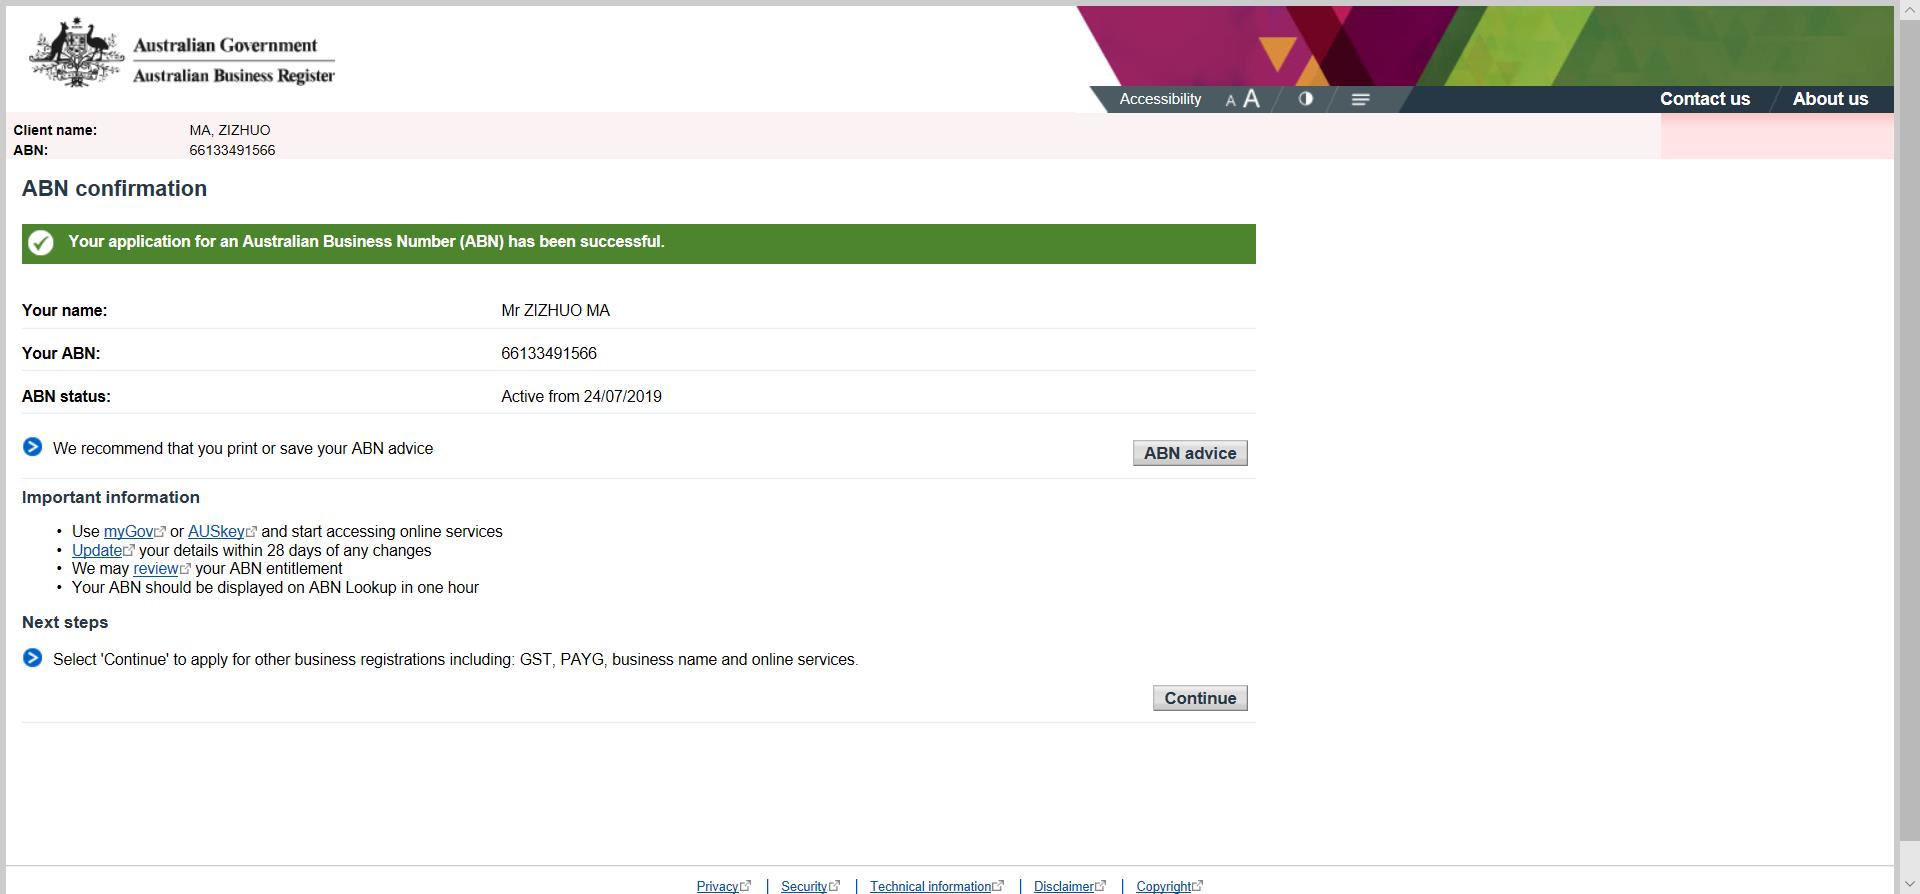 Australian Government
Australian Business Register
Accessibility A A
Contact us
About us
Client name: MA, ZIZHUO
ABN: 66133491566
ABN confirmation
Your application for an Australian Business Number (ABN) has been successful.
Your name: Mr ZIZHUO MA
Your ABN: 66133491566
ABN status: Active from 24/07/2019
We recommend that you print or save your ABN advice
ABN advice
Important information
• Use myGov or AUSkey and start accessing online services
• Update your details within 28 days of any changes
• We may review your ABN entitlement
• Your ABN should be displayed on ABN Lookup in one hour
Next steps
Select 'Continue' to apply for other business registrations including: GST, PAYG, business name and online services.
Continue
Privacy | Security | Technical information | Disclaimer | Copyright